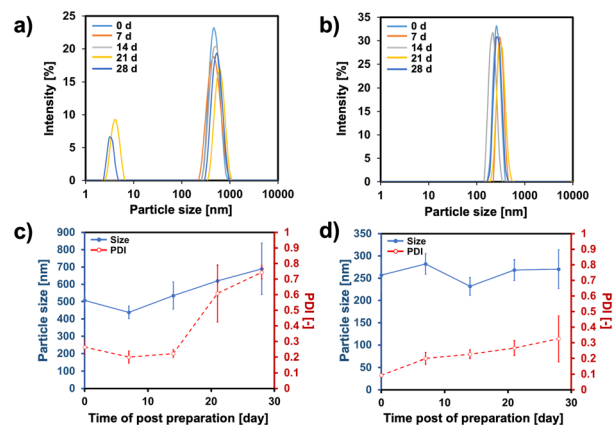 a)
25
20
15
10
5
0
Intensity [%]
0 d
7 d
14 d
21 d
28 d
1 10 100 1000 10000
Particle size [nm]
b)
35
30
25
20
15
10
5
0
Intensity [%]
0 d
7 d
14 d
21 d
28 d
1 10 100 1000 10000
Particle size [nm]
c)
900
800
700
600
500
400
300
200
100
0
Particle size [nm]
Size
PDI
1
0.9
0.8
0.7
0.6
0.5
0.4
0.3
0.2
0.1
0
PDI [-]
0 10 20 30
Time of post preparation [day]
d)
350
300
250
200
150
100
50
0
Particle size [nm]
Size
PDI
1
0.9
0.8
0.7
0.6
0.5
0.4
0.3
0.2
0.1
0
PDI [-]
0 10 20 30
Time of post preparation [day]